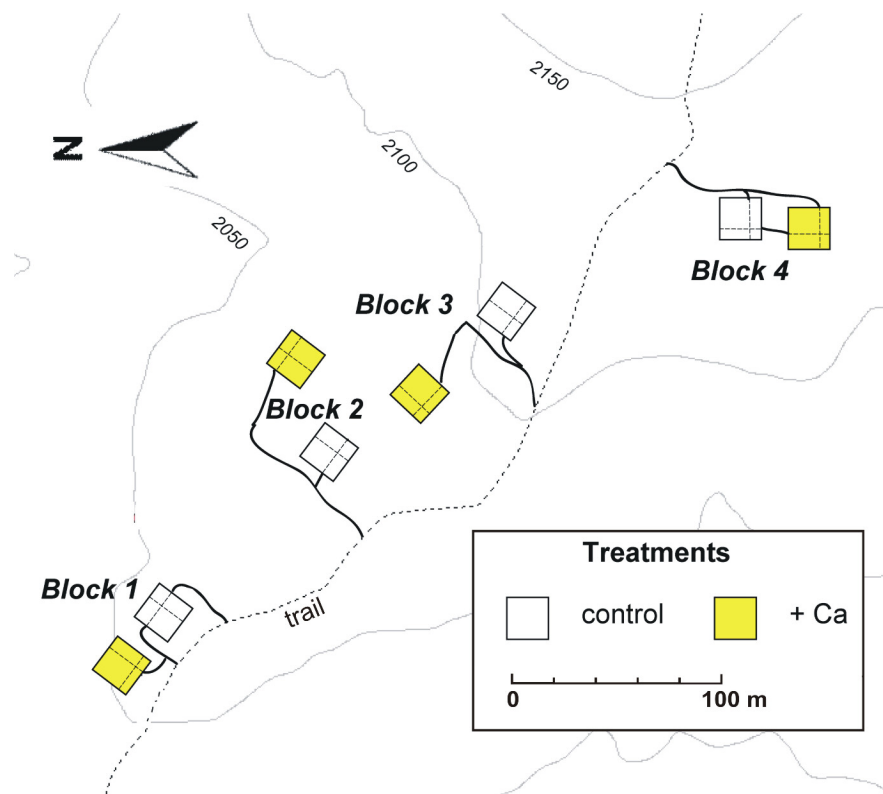 2150
N
2100
2050
Block 4
Block 3
Block 2
Block 1
trail
Treatments
control
+ Ca
0 100 m